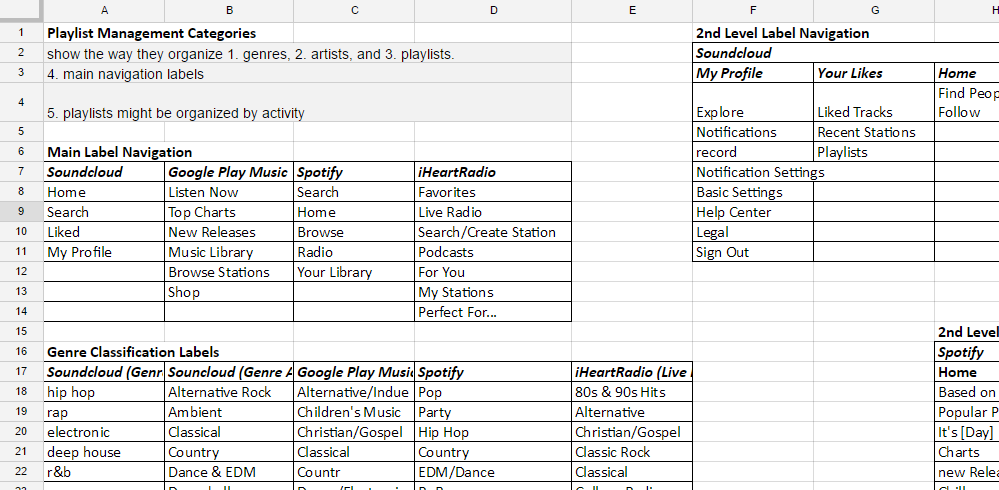 A B C D E F G H
1 Playlist Management Categories 2nd Level Label Navigation
2 show the way they organize 1. genres, 2. artists, and 3. playlists. Soundcloud
3 4. main navigation labels My Profile Your Likes Home
Find Peop
4 5. playlists might be organized by activity Explore Liked Tracks Follow
5 Notifications Recent Stations
6 Main Label Navigation record Playlists
7 Soundcloud Google Play Music Spotify iHeartRadio Notification Settings
8 Home Listen Now Search Favorites Basic Settings
9 Search Top Charts Home Live Radio Help Center
10 Liked New Releases Browse Search/Create Station Legal
11 My Profile Music Library Radio Podcasts Sign Out
12 Browse Stations Your Library For You
13 Shop My Stations
14 Perfect For...
15 2nd Level
16 Genre Classification Labels Spotify
17 Soundcloud (Genr Souncloud (Genre A Google Play Music Spotify iHeartRadio (Live Home
18 hip hop Alternative Rock Alternative/Indue Pop 80s & 90s Hits Based on
19 rap Ambient Children's Music Party Alternative Popular P
20 electronic Classical Christian/Gospel Hip Hop Christian/Gospel It's [Day]
21 deep house Country Classical Country Classic Rock Charts
22 r&b Dance & EDM Countr EDM/Dance Classical new Relea